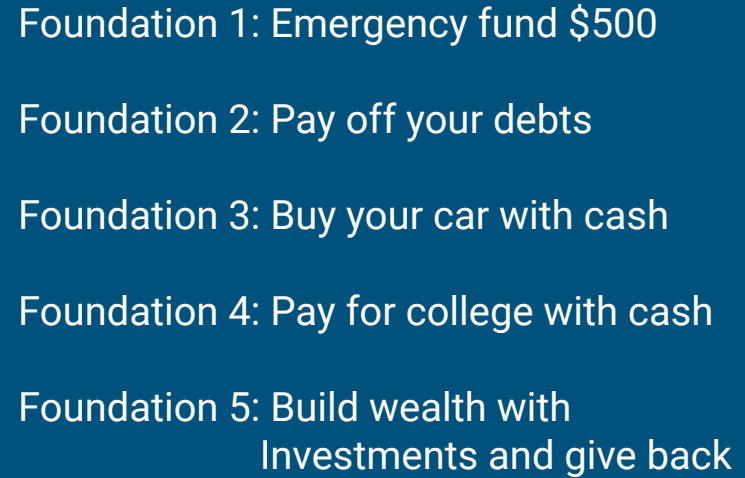 Foundation 1: Emergency fund $500
Foundation 2: Pay off your debts
Foundation 3: Buy your car with cash
Foundation 4: Pay for college with cash
Foundation 5: Build wealth with
Investments and give back